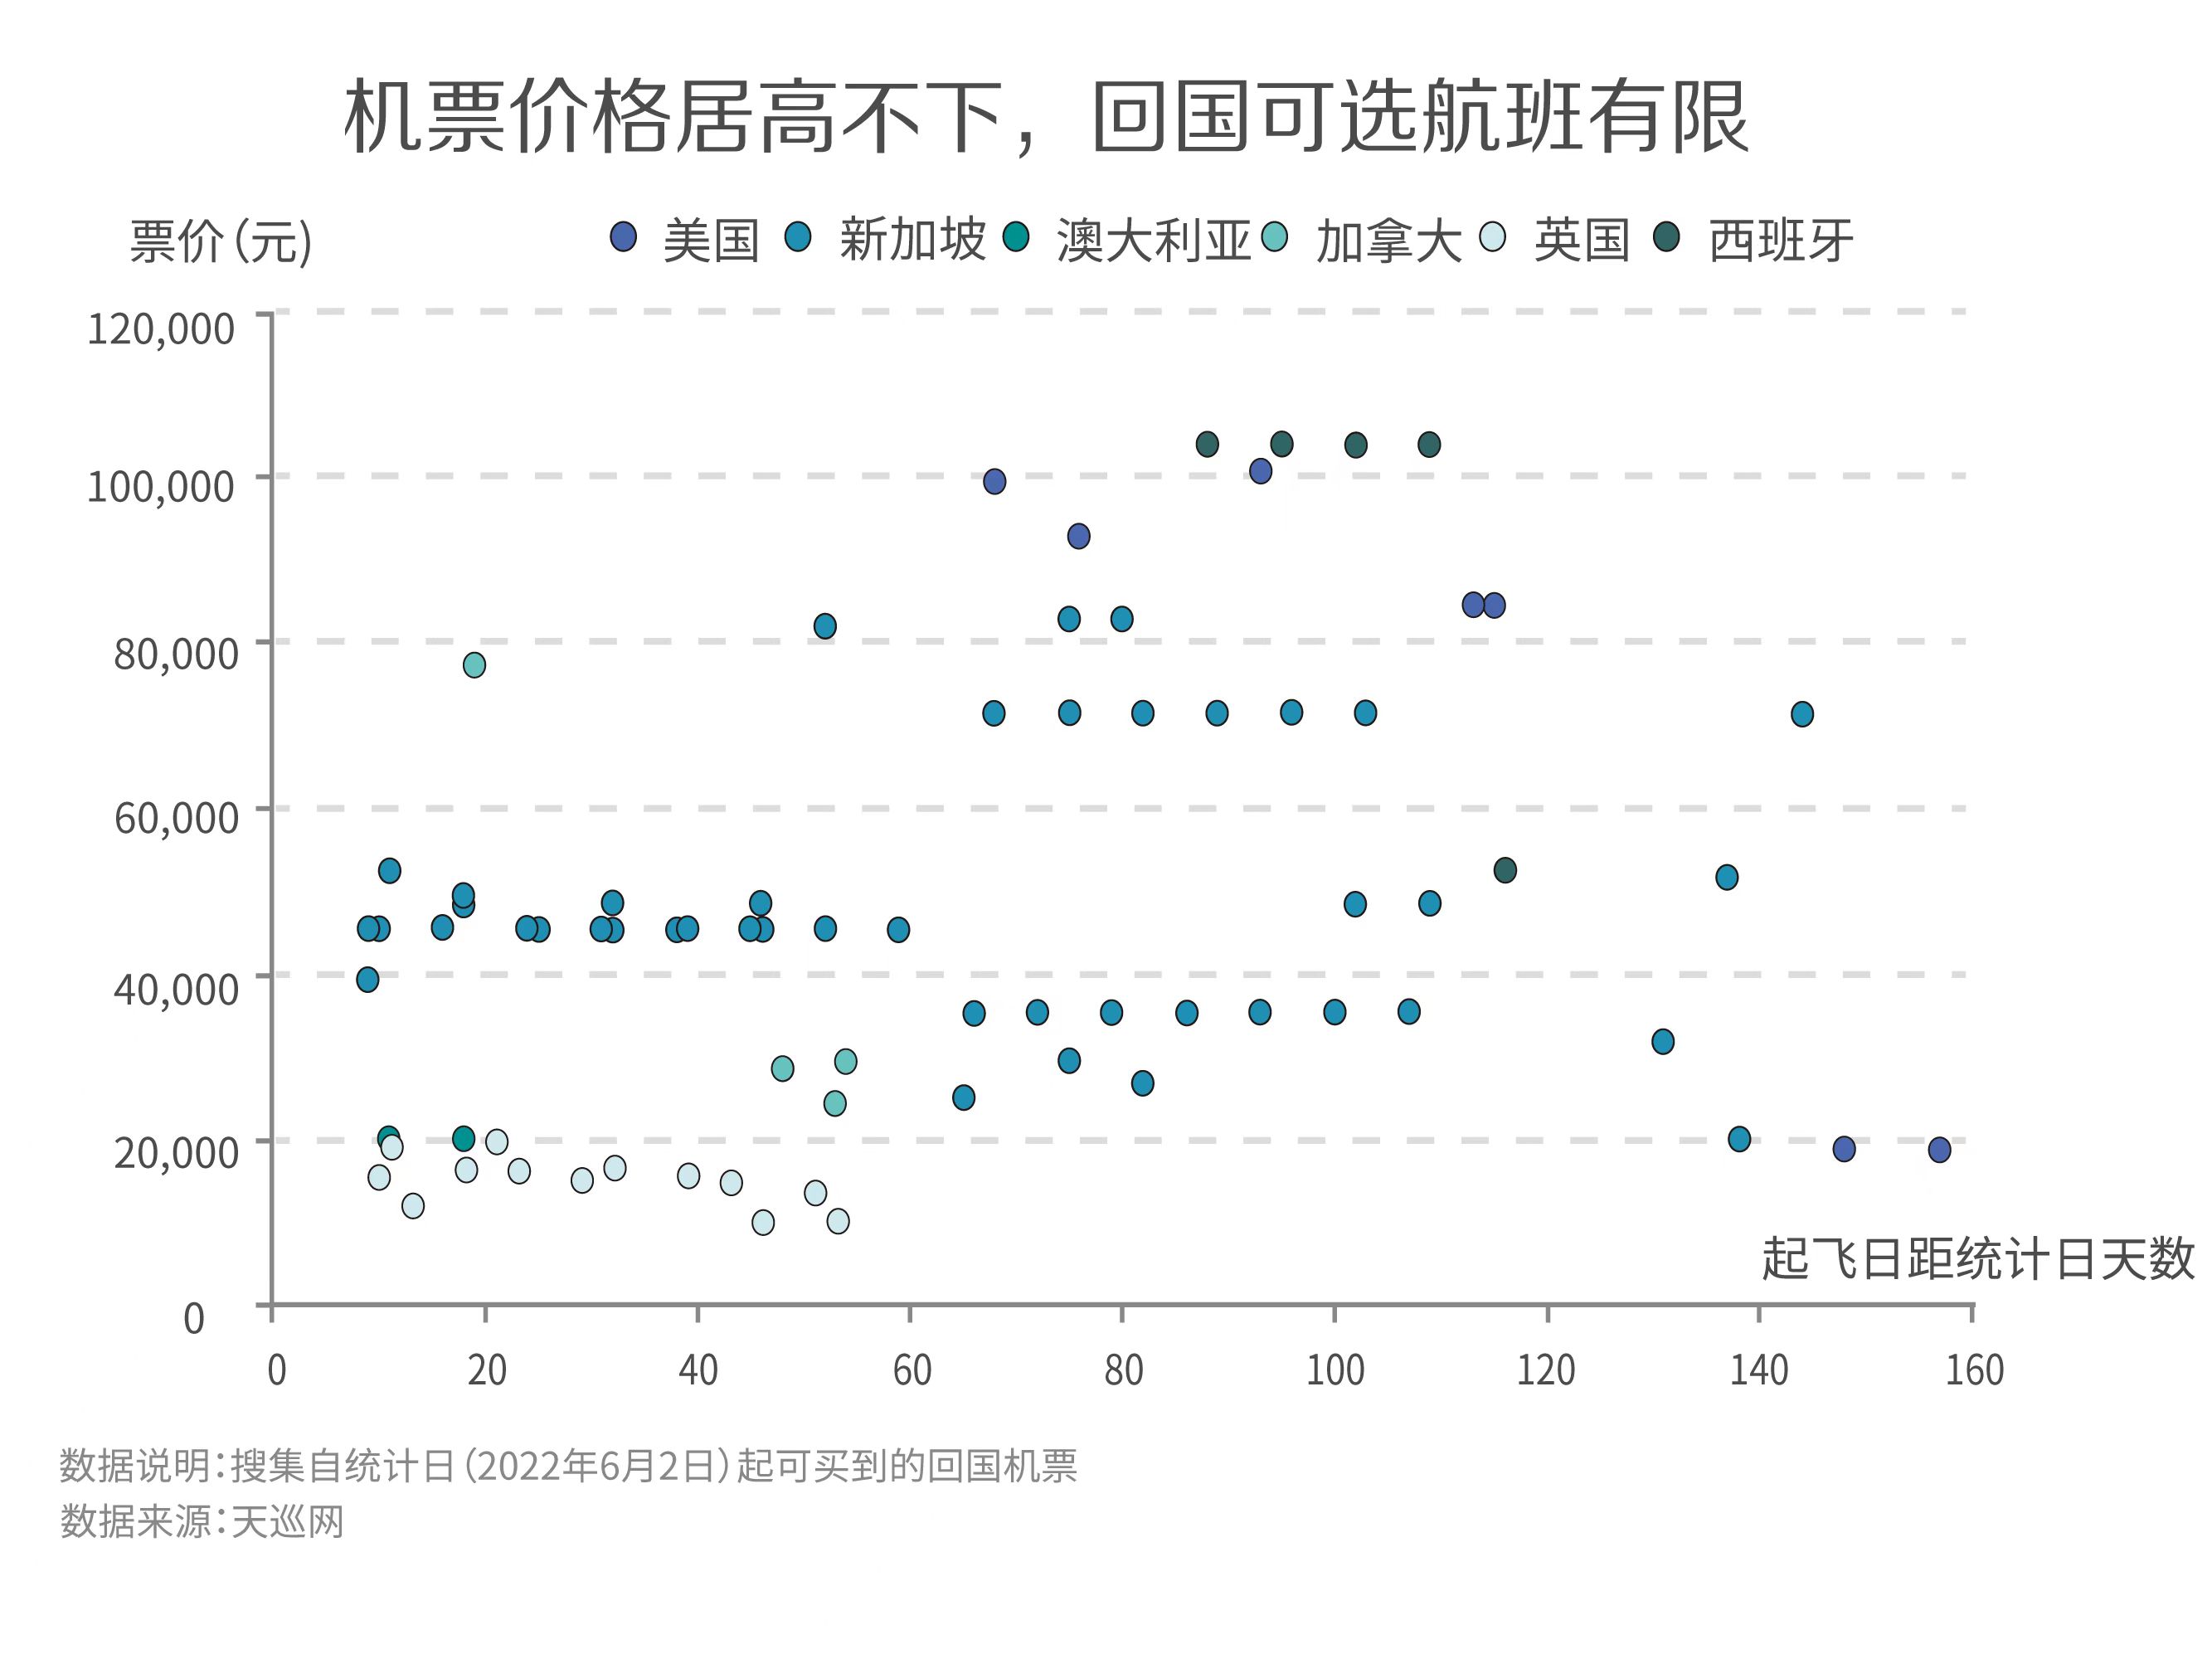 机票价格居高不下，回国可选航班有限
票价（元） 美国 新加坡 澳大利亚 加拿大 英国 西班牙
120,000
100,000
80,000
60,000
40,000
20,000
0
起飞日距统计日天数
0 20 40 60 80 100 120 140 160
数据说明：搜集自统计日（2022年6月2日）起可买到的回国机票
数据来源：天巡网